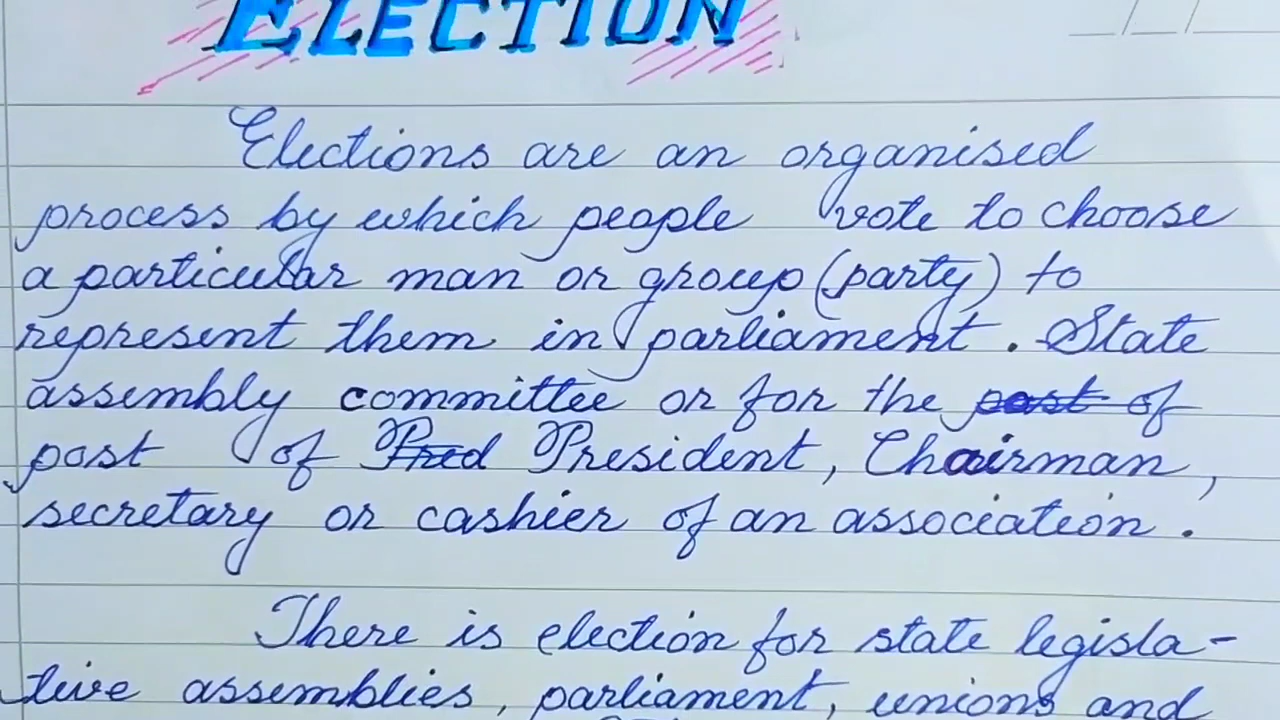 ELECTION
Elections are an organised
process by which people vote to choose
a particular man or group (party) to
represent them in parliament. State
assembly committee or for the post of
post of Pred President, Chairman,
secretary or cashier of an association.
There is election for state legisla-
tive assemblies, parliament, unions and